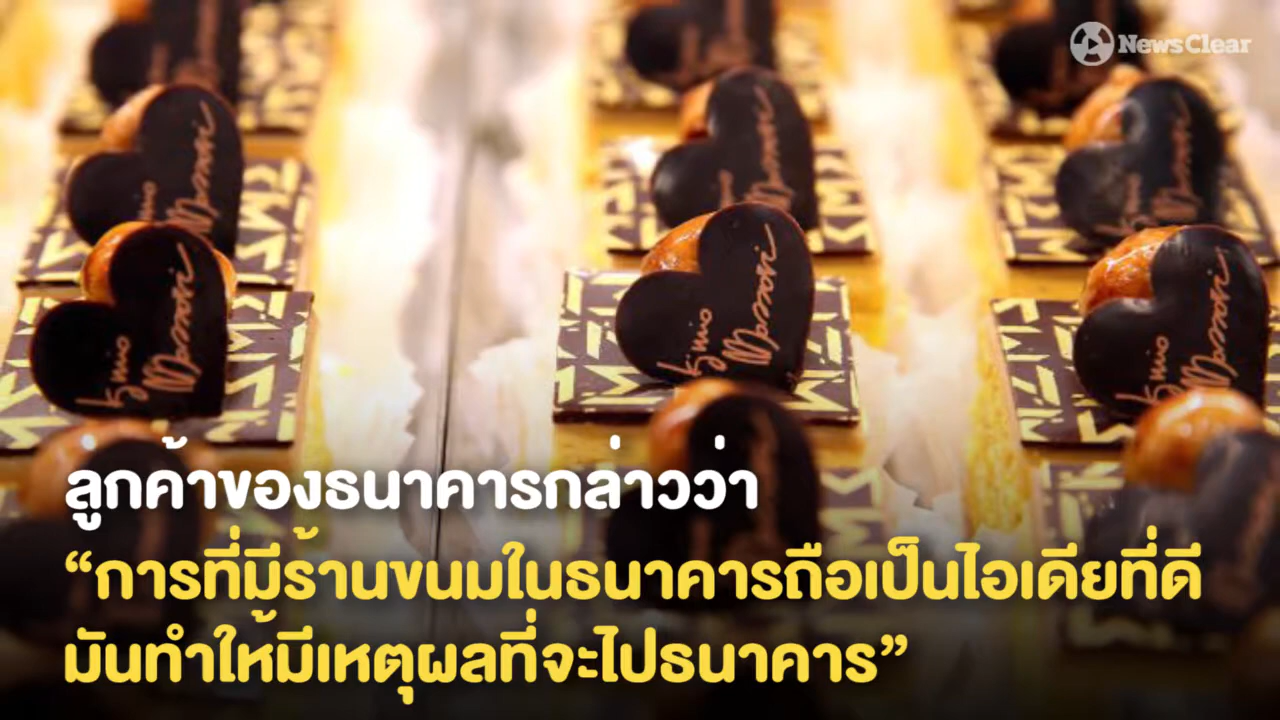 NewsClear
Iginio
Massari
ลู่กค้าของธนาคารกล่าวว่า
“การที่มีร้านขนมในธนาคารถือเป็นไอเดียที่ดี
มันทำให้มีเหตุผลที่จะไปธนาคาร”